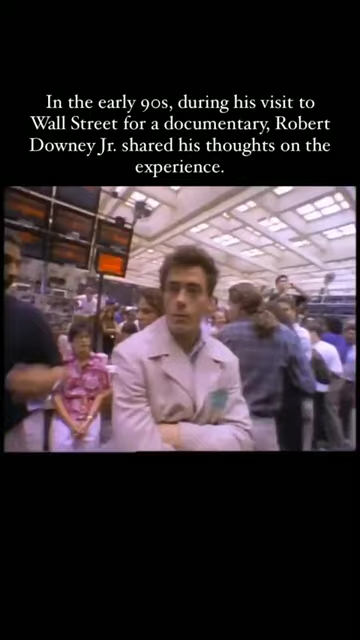 In the early 90s, during his visit to
Wall Street for a documentary, Robert
Downey Jr. shared his thoughts on the
experience.